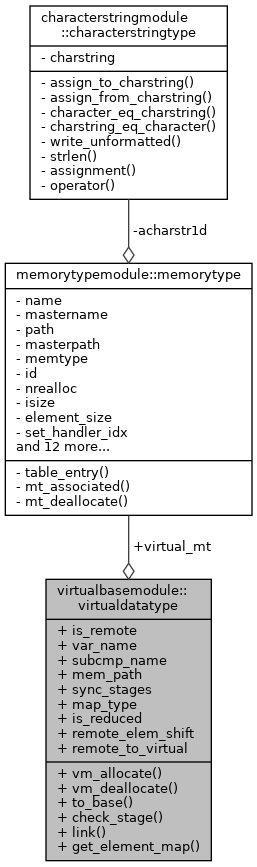 characterstringmodule
::characterstringtype
- charstring
- assign_to_charstring()
- assign_from_charstring()
- character_eq_charstring()
- charstring_eq_character()
- write_unformatted()
- strlen()
- assignment()
- operator()
-acharstr1d
memorytypemodule::memorytype
- name
- mastername
- path
- masterpath
- memtype
- id
- nrealloc
- isize
- element_size
- set_handler_idx
and 12 more...
- table_entry()
- mt_associated()
- mt_deallocate()
+virtual_mt
virtualbasemodule::
virtualdatatype
+ is_remote
+ var_name
+ subcmp_name
+ mem_path
+ sync_stages
+ map_type
+ is_reduced
+ remote_elem_shift
+ remote_to_virtual
+ vm_allocate()
+ vm_deallocate()
+ to_base()
+ check_stage()
+ link()
+ get_element_map()